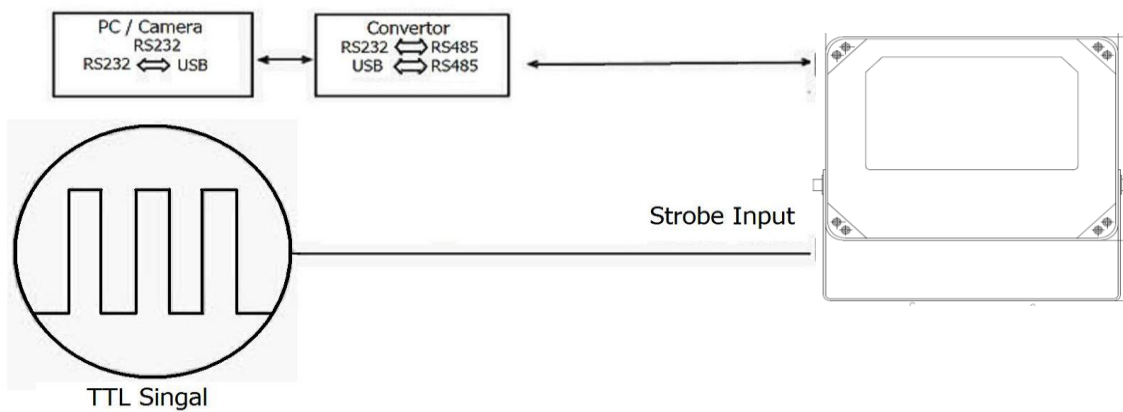 PC / Camera
RS232
RS232 ⟺ USB
Convertor
RS232 ⟺ RS485
USB ⟺ RS485
Strobe Input
TTL Singal